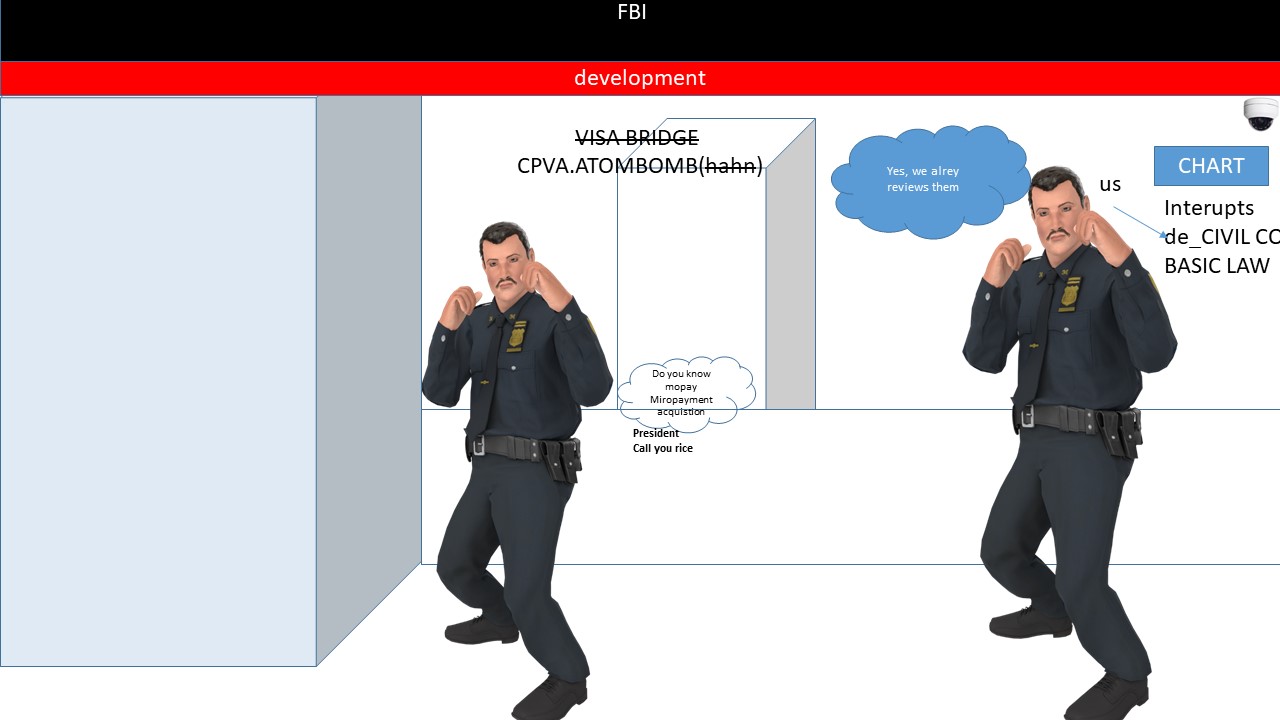 FBI
development
VISA BRIDGE
CPVA.ATOMBOMB(hahn)
Yes, we alrey
reviews them
us
CHART
Interupts
de_CIVIL CO
BASIC LAW
Do you know
mopay
Miropayment
acquistion
President
Call you rice